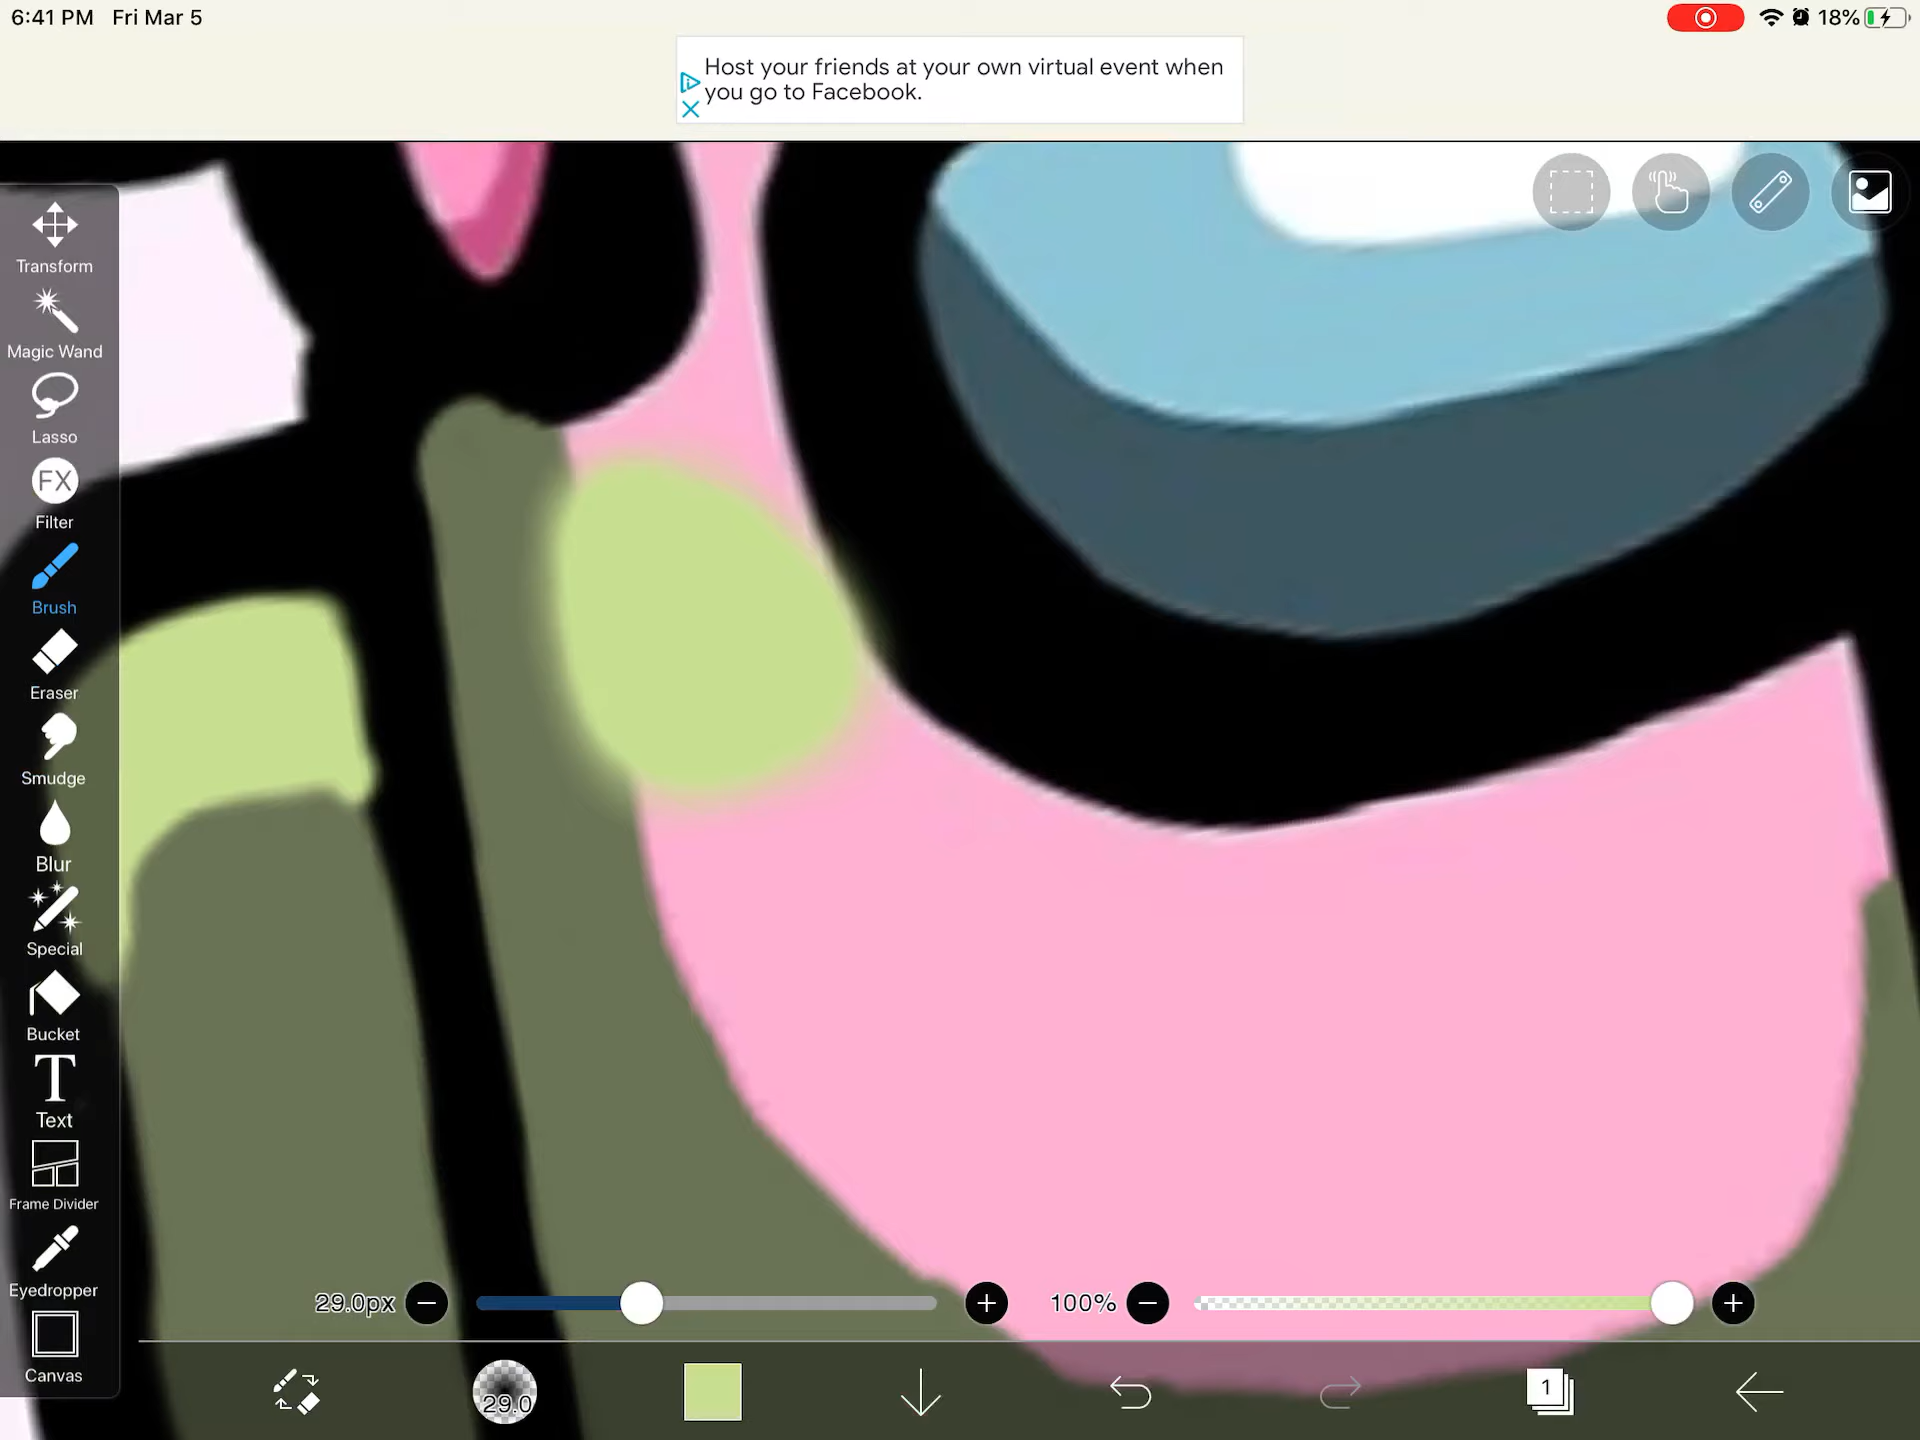 6:41 PM Fri Mar 5
18%
Host your friends at your own virtual event when
you go to Facebook.
Transform
Magic Wand
Lasso
FX
Filter
Brush
Eraser
Smudge
Blur
Special
Bucket
T
Text
Frame Divider
Eyedropper
Canvas
29.0px
100%
29.0
1